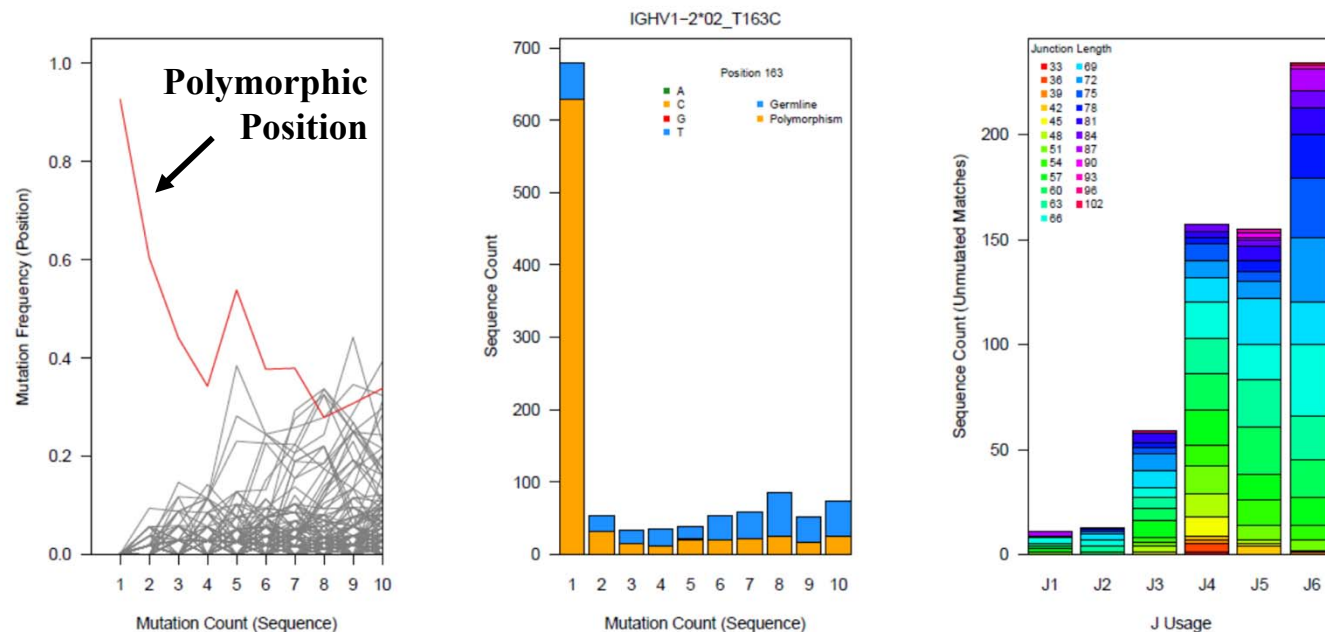 Polymorphic
Position
Mutation Frequency (Position)
1.0
0.8
0.6
0.4
0.2
0.0
1 2 3 4 5 6 7 8 9 10
Mutation Count (Sequence)
IGHV1−2*02_T163C
Sequence Count
700
600
500
400
300
200
100
0
Position 163
A
C
G
T
Germline
Polymorphism
1 2 3 4 5 6 7 8 9 10
Mutation Count (Sequence)
Sequence Count (Unmutated Matches)
200
150
100
50
0
Junction Length
33 69
36 72
39 75
42 78
45 81
48 84
51 87
54 90
57 93
60 96
63 102
66
J1 J2 J3 J4 J5 J6
J Usage